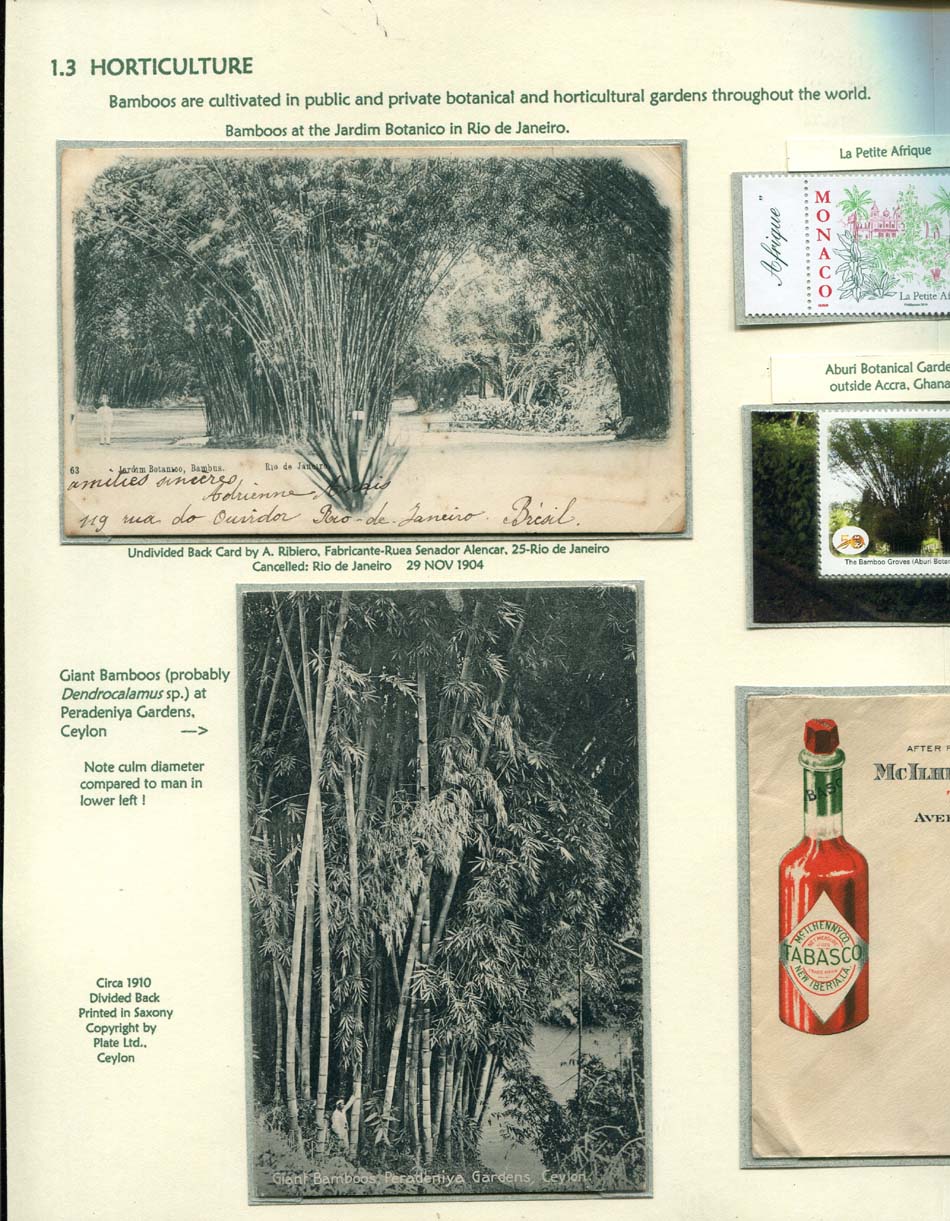 1.3 HORTICULTURE
Bamboos are cultivated in public and private botanical and horticultural gardens throughout the world.
Bamboos at the Jardim Botanico in Rio de Janeiro.
63 Jardim Botanico, Bambus. Rio de Janeiro
amitiés sincères
Adrienne
119 rua do Ouvidor Rio-de-Janeiro. Brésil.
Undivided Back Card by A. Ribiero, Fabricante-Ruea Senador Alencar, 25-Rio de Janeiro
Cancelled: Rio de Janeiro 29 NOV 1904
Giant Bamboos (probably
Dendrocalamus sp.) at
Peradeniya Gardens,
Ceylon -->
Note culm diameter
compared to man in
lower left !
Circa 1910
Divided Back
Printed in Saxony
Copyright by
Plate Ltd.,
Ceylon
Giant Bamboos Peradeniya Gardens, Ceylon.
La Petite Afrique
Afrique"
MONACO
La Petite Af
Aburi Botanical Garde
outside Accra, Ghana
The Bamboo Groves (Aburi Botan
AFTER
McILH
AVE
BAS
McILHENNY CO.
TABASCO
NEW IBERIA, LA.